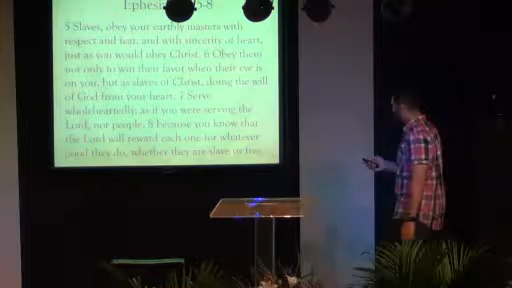 5-8
5 Slaves, obey your earthly masters with
respect and fear, and with sincerity of heart,
just as you would obey Christ. 6 Obey them
not only to win their favor when their eye is
on you, but as slaves of Christ, doing the will
of God from your heart. 7 Serve
wholeheartedly, as if you were serving the
Lord, not people, 8 because you know that
the Lord will reward each one for whatever
good they do, whether they are slave or free.